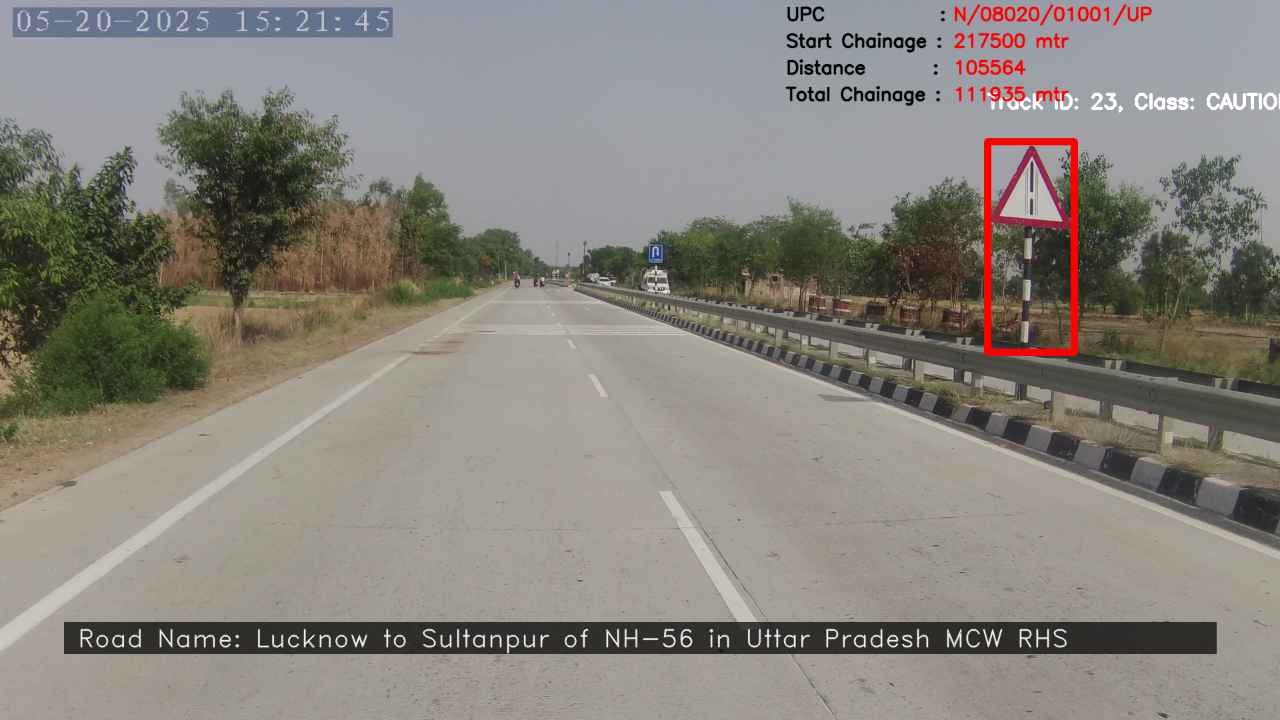 05-20-2025 15:21:45
UPC : N/08020/01001/UP
Start Chainage : 217500 mtr
Distance : 105564
Total Chainage : 111935 mtr
Track ID: 23, Class: CAUTIO
Road Name: Lucknow to Sultanpur of NH-56 in Uttar Pradesh MCW RHS